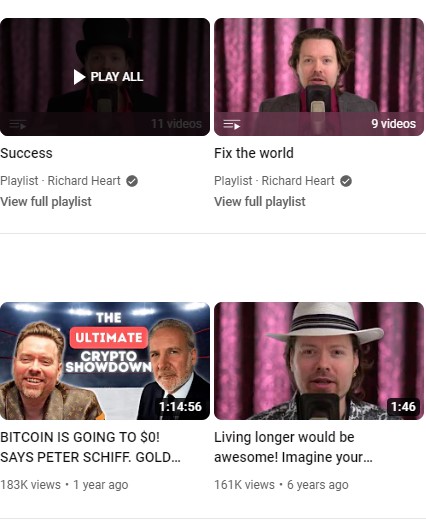 PLAY ALL
11 videos
9 videos
Success
Fix the world
Playlist · Richard Heart
Playlist · Richard Heart
View full playlist
View full playlist
THE
ULTIMATE
CRYPTO
SHOWDOWN
1:14:56
1:46
BITCOIN IS GOING TO $0!
SAYS PETER SCHIFF. GOLD...
Living longer would be
awesome! Imagine your...
183K views • 1 year ago
161K views • 6 years ago